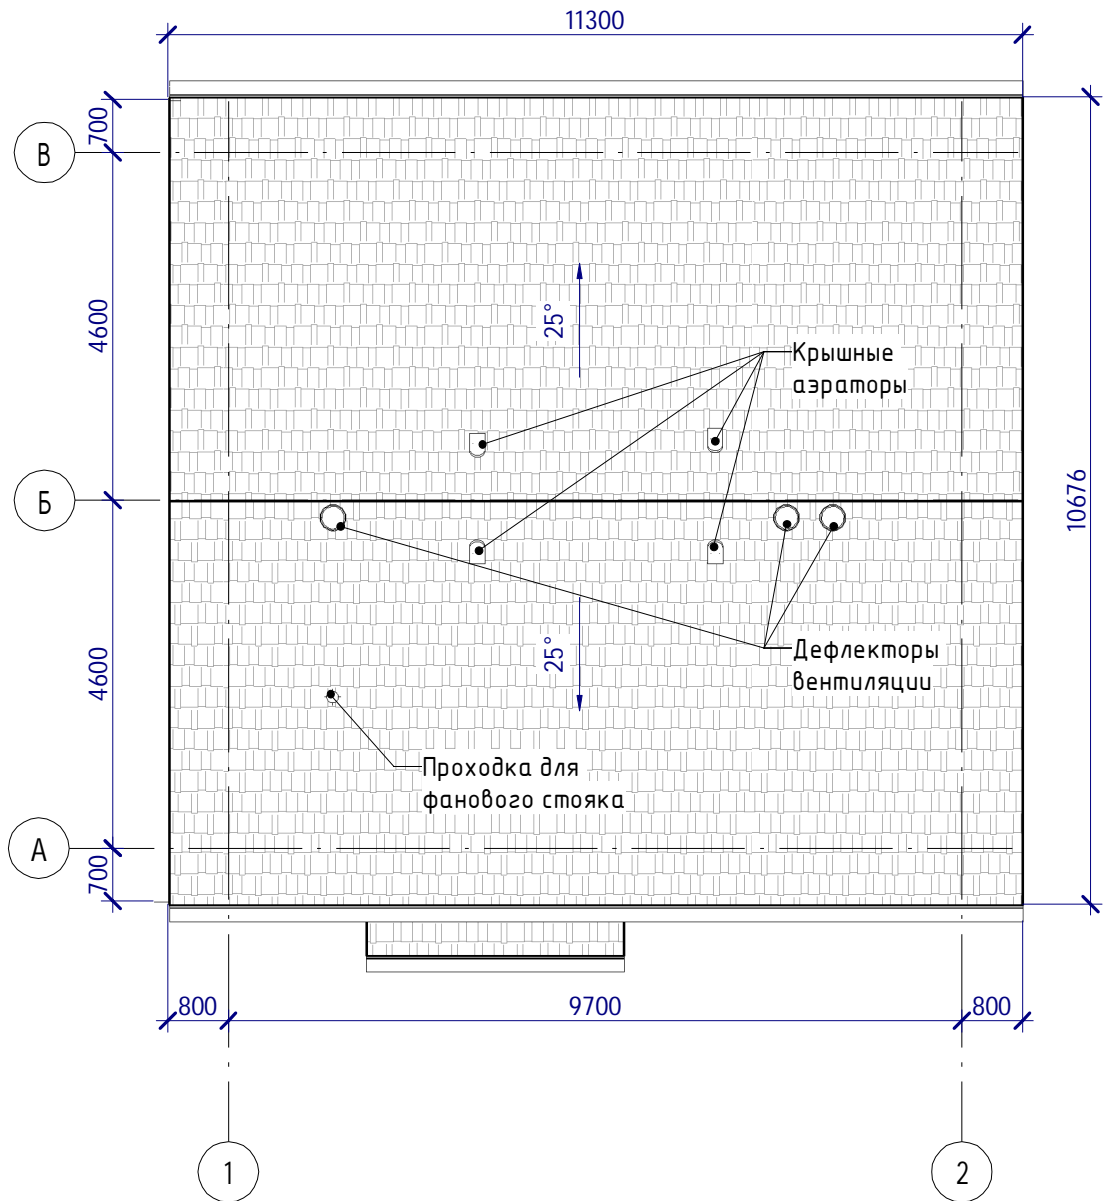 11300
700
В
4600
25°
Крышные
аэраторы
Б
10676
4600
25°
Дефлекторы
вентиляции
Проходка для
фанового стояка
А
700
800
9700
800
1
2